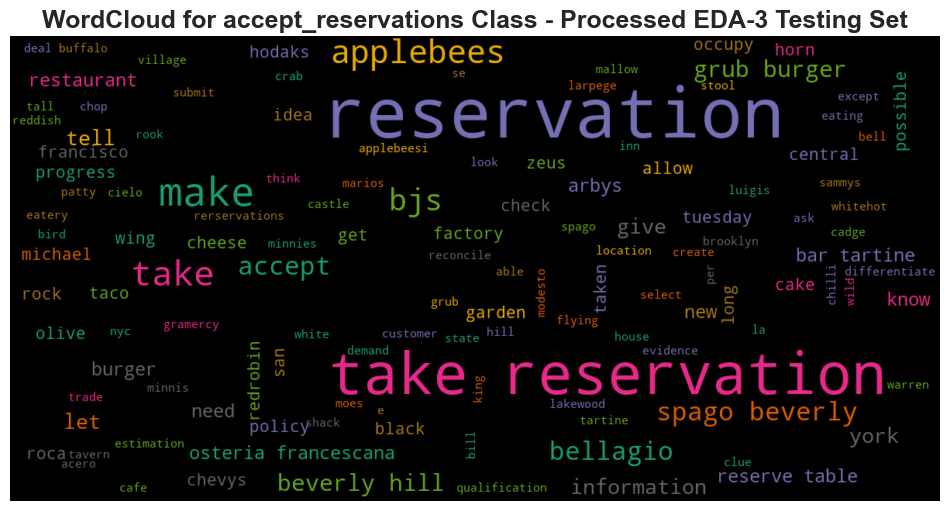 WordCloud for accept_reservations Class - Processed EDA-3 Testing Set
deal buffalo
village
hodaks
applebees
occupy
horn
restaurant
crab
se
mallow
grub burger
submit
larpege
stool
possible
tall
chop
reddish
idea
reservation
except
eating
tell
rook
applebeesi
inn
bell
francisco
look
zeus
allow
central
progress
think
marios
arbys
patty
cielo
make
castle
bjs
check
luigis
sammys
whitehot
eatery
rerservations
spago
give
tuesday
ask
bird
wing
cheese
minnies
get
factory
location
brooklyn
cadge
michael
reconcile
create
bar tartine
take
accept
able
modesto
taken
per
chilli
wild
differentiate
rock
taco
grub
garden
select
new
long
cake
know
olive
nyc
gramercy
white
customer
state
hill
flying
house
la
redrobin
san
demand
evidence
burger
minnis
take reservation
king
warren
trade
moes
e
lakewood
let
need
policy
shack
black
tartine
spago beverly
york
estimation
bill
roca
tavern
acero
osteria francescana
bellagio
clue
reserve table
cafe
chevys
beverly hill
qualification
information